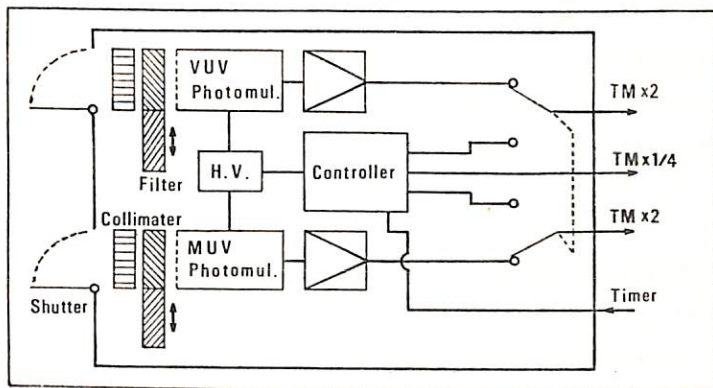 VUV
Photomul.
TM x2
H.V.
Controller
TM x1/4
Filter
Collimater
MUV
Photomul.
TM x2
Shutter
Timer